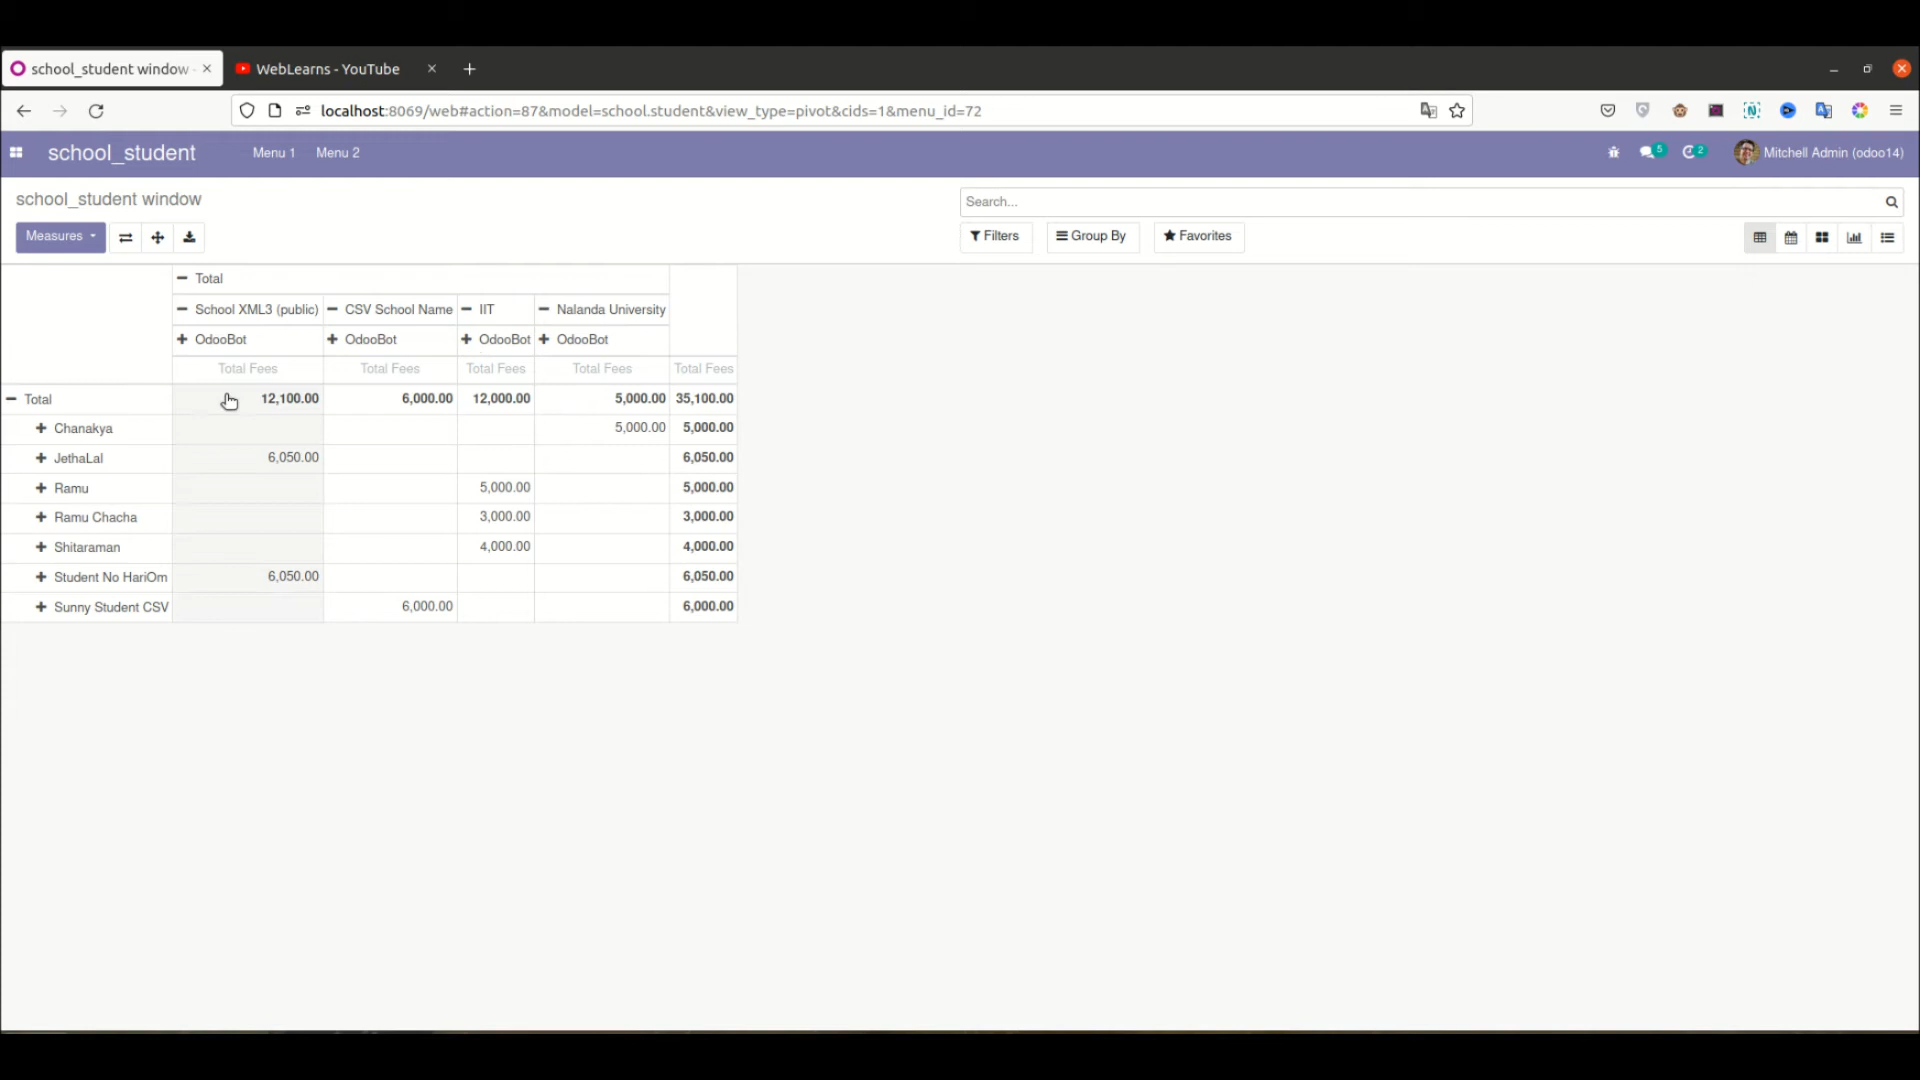 school_student window
WebLearns - YouTube
localhost:8069/web#action=87&model=school.student&view_type=pivot&cids=1&menu_id=72
school_student Menu 1 Menu 2 5 2 Mitchell Admin (odoo14)
school_student window
Search...
Measures Filters Group By Favorites
Total
School XML3 (public) CSV School Name IIT Nalanda University
OdooBot OdooBot OdooBot OdooBot
Total Fees Total Fees Total Fees Total Fees Total Fees
Total 12,100.00 6,000.00 12,000.00 5,000.00 35,100.00
Chanakya 5,000.00 5,000.00
JethaLal 6,050.00 6,050.00
Ramu 5,000.00 5,000.00
Ramu Chacha 3,000.00 3,000.00
Shitaraman 4,000.00 4,000.00
Student No HariOm 6,050.00 6,050.00
Sunny Student CSV 6,000.00 6,000.00